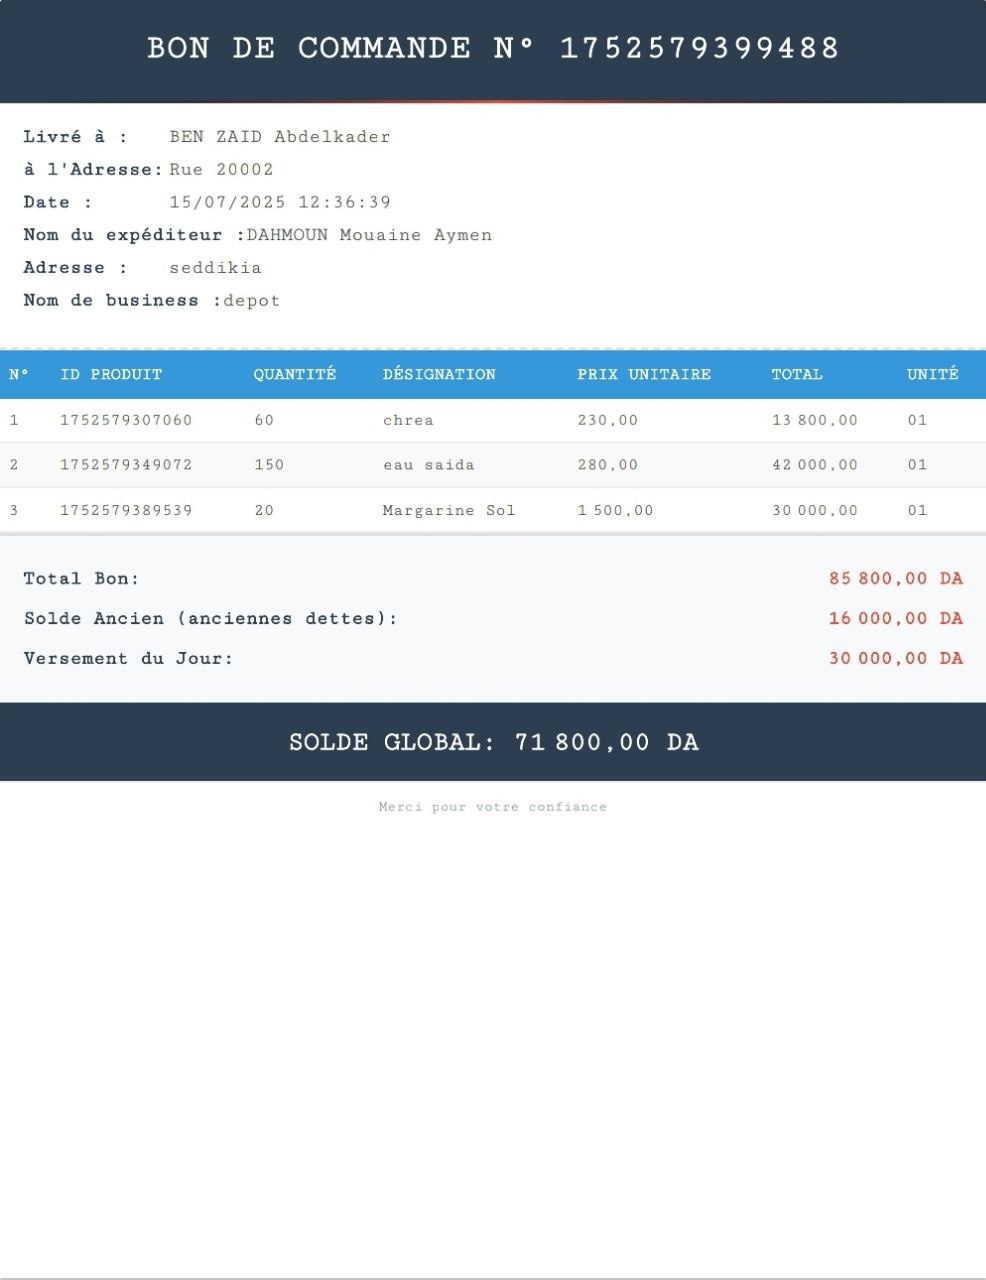 BON DE COMMANDE N° 1752579399488
Livré à : BEN ZAID Abdelkader
à l'Adresse: Rue 20002
Date : 15/07/2025 12:36:39
Nom du expéditeur :DAHMOUN Mouaine Aymen
Adresse : seddikia
Nom de business :depot
N° ID PRODUIT QUANTITÉ DÉSIGNATION PRIX UNITAIRE TOTAL UNITÉ
1 1752579307060 60 chrea 230,00 13 800,00 01
2 1752579349072 150 eau saida 280,00 42 000,00 01
3 1752579389539 20 Margarine Sol 1 500,00 30 000,00 01
Total Bon: 85 800,00 DA
Solde Ancien (anciennes dettes): 16 000,00 DA
Versement du Jour: 30 000,00 DA
SOLDE GLOBAL: 71 800,00 DA
Merci pour votre confiance